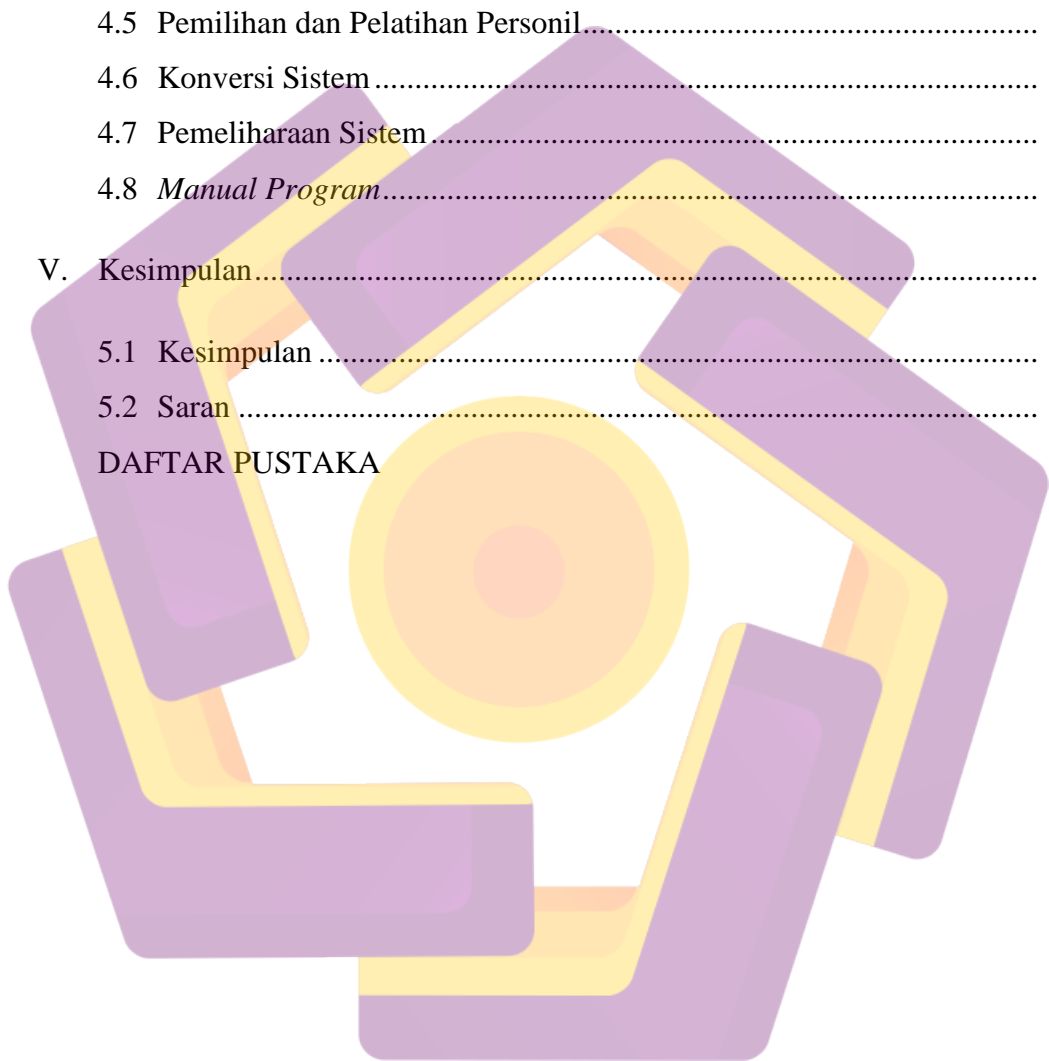 4.5 Pemilihan dan Pelatihan Personil..........................................................
4.6 Konversi Sistem.....................................................................................
4.7 Pemeliharaan Sistem..............................................................................
4.8 Manual Program....................................................................................
V. Kesimpulan....................................................................................................
5.1 Kesimpulan............................................................................................
5.2 Saran......................................................................................................
DAFTAR PUSTAKA